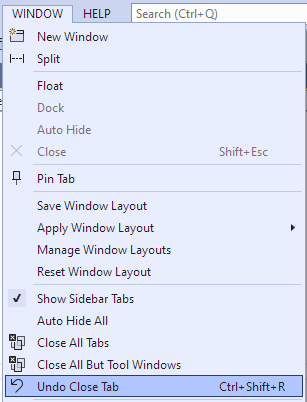 WINDOW HELP Search (Ctrl+Q)
New Window
Split
Float
Dock
Auto Hide
Close Shift+Esc
Pin Tab
Save Window Layout
Apply Window Layout
Manage Window Layouts
Reset Window Layout
Show Sidebar Tabs
Auto Hide All
Close All Tabs
Close All But Tool Windows
Undo Close Tab Ctrl+Shift+R